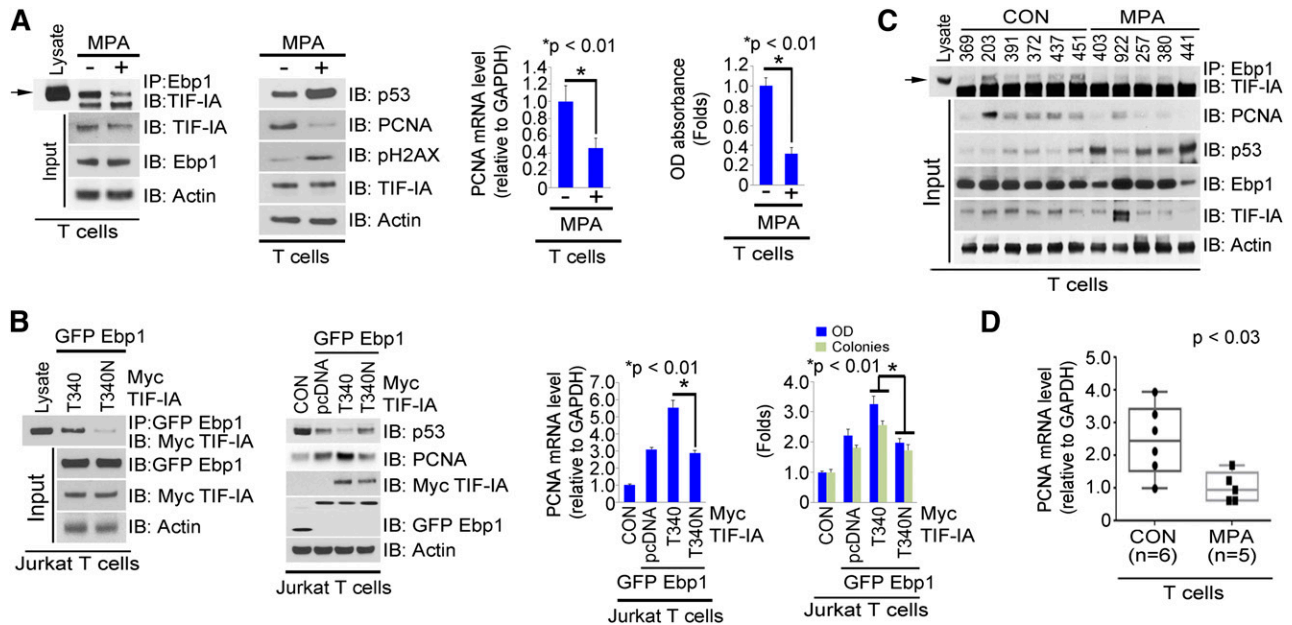 A
Lysate
MPA
- +
IP:Ebp1
IB:TIF-IA
IB: TIF-IA
IB: Ebp1
IB: Actin
Input
T cells
MPA
- +
IB: p53
IB: PCNA
IB: pH2AX
IB: TIF-IA
IB: Actin
T cells
*p < 0.01
*
PCNA mRNA level
(relative to GAPDH)
1.4
1.2
1
0.8
0.6
0.4
0.2
0
- +
MPA
T cells
*p < 0.01
*
OD absorbance
(Folds)
1.2
1.0
0.8
0.6
0.4
0.2
0
- +
MPA
T cells
B
GFP Ebp1
Lysate
T340
T340N
Myc
TIF-IA
IP:GFP Ebp1
IB: Myc TIF-IA
IB:GFP Ebp1
IB: Myc TIF-IA
IB: Actin
Input
Jurkat T cells
GFP Ebp1
CON
pcDNA
T340
T340N
Myc
TIF-IA
IB: p53
IB: PCNA
IB: Myc TIF-IA
IB: GFP Ebp1
IB: Actin
Jurkat T cells
*p < 0.01
*
PCNA mRNA level
(relative to GAPDH)
7.0
6.0
5.0
4.0
3.0
2.0
1.0
0
CON
pcDNA
T340
T340N
Myc
TIF-IA
GFP Ebp1
Jurkat T cells
OD
Colonies
*p < 0.01
*
(Folds)
4.0
3.0
2.0
1.0
0
CON
pcDNA
T340
T340N
Myc
TIF-IA
GFP Ebp1
Jurkat T cells
C
Lysate
CON
MPA
369 203 391 372 437 451 403 922 257 380 441
IP: Ebp1
IB: TIF-IA
IB: PCNA
IB: p53
IB: Ebp1
IB: TIF-IA
IB: Actin
Input
T cells
D
p < 0.03
PCNA mRNA level
(relative to GAPDH)
5.0
4.0
3.0
2.0
1.0
0
CON
(n=6)
MPA
(n=5)
T cells